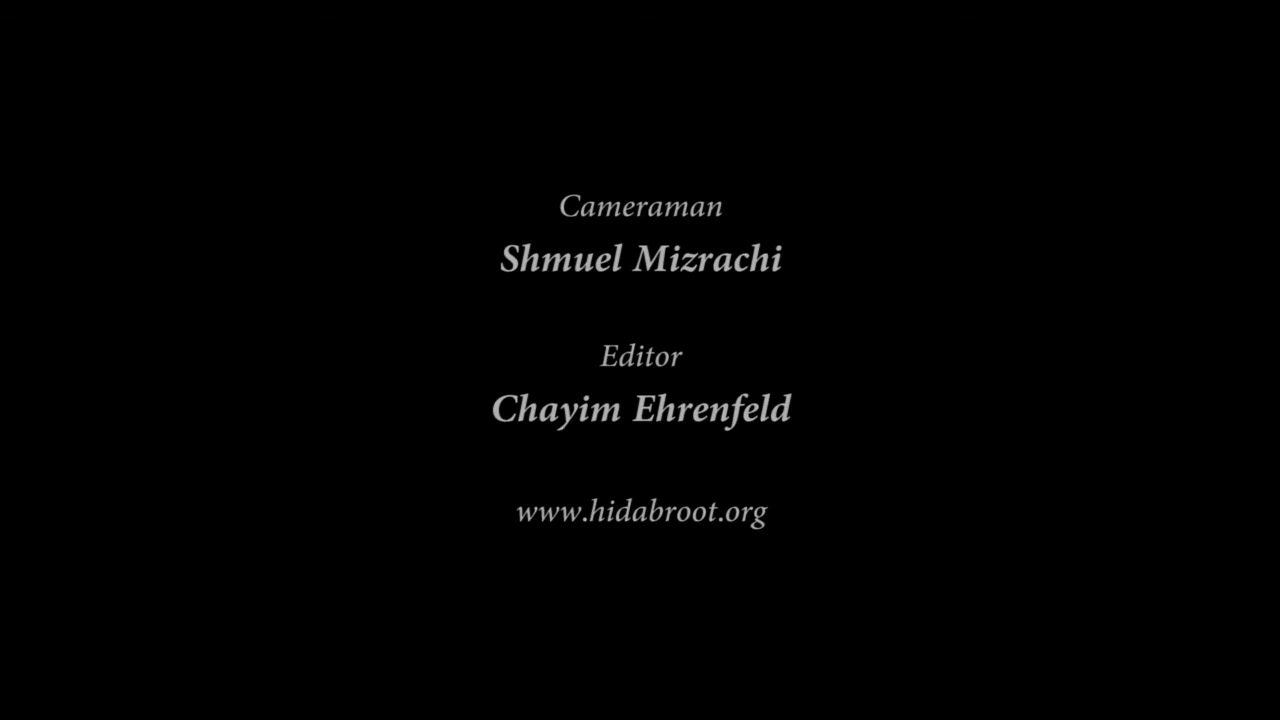 Cameraman
Shmuel Mizrachi
Editor
Chayim Ehrenfeld
www.hidabroot.org